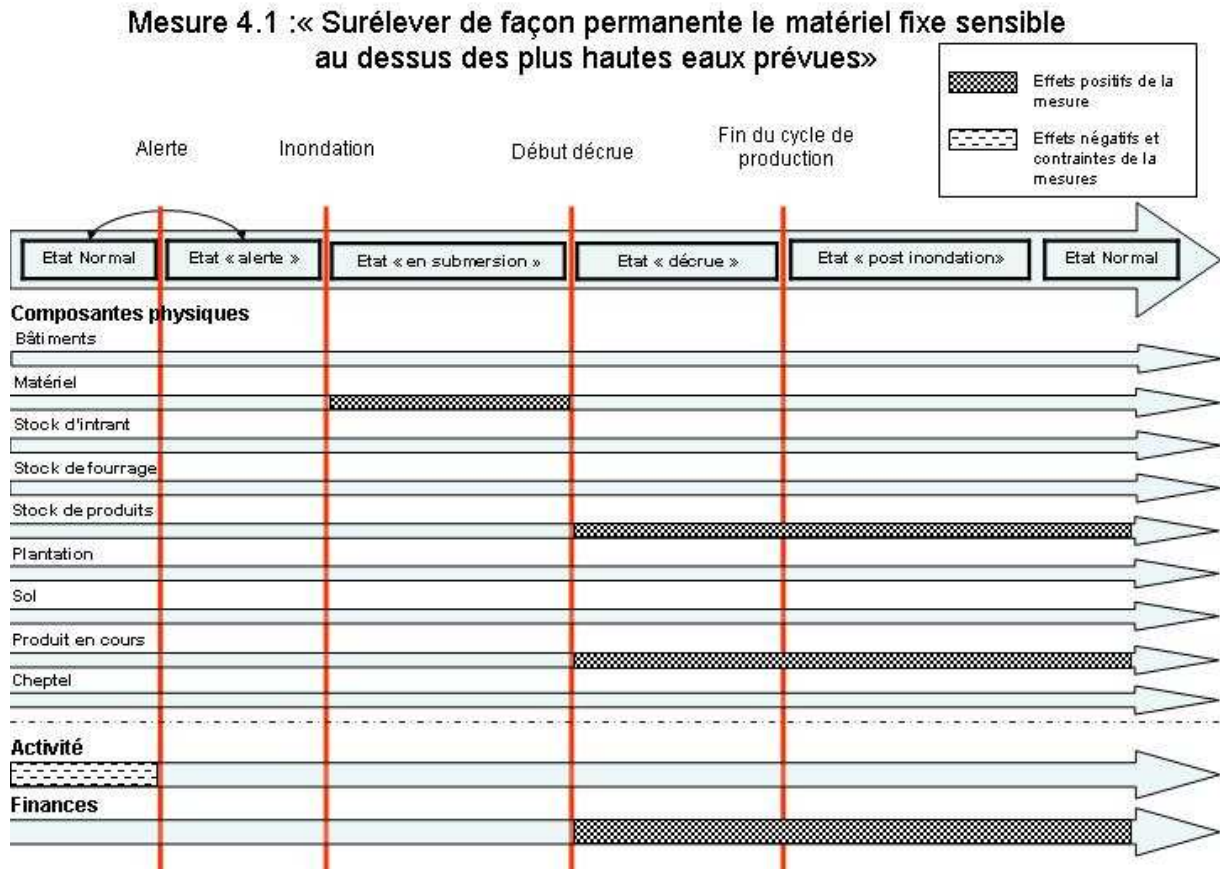 Mesure 4.1 :« Surélever de façon permanente le matériel fixe sensible
au dessus des plus hautes eaux prévues»
Effets positifs de la
mesure
Effets négatifs et
contraintes de la
mesures
Alerte
Inondation
Début décrue
Fin du cycle de
production
Etat Normal
Etat « alerte »
Etat « en submersion »
Etat « décrue »
Etat « post inondation»
Etat Normal
Composantes physiques
Bâtiments
Matériel
Stock d'intrant
Stock de fourrage
Stock de produits
Plantation
Sol
Produit en cours
Cheptel
Activité
Finances